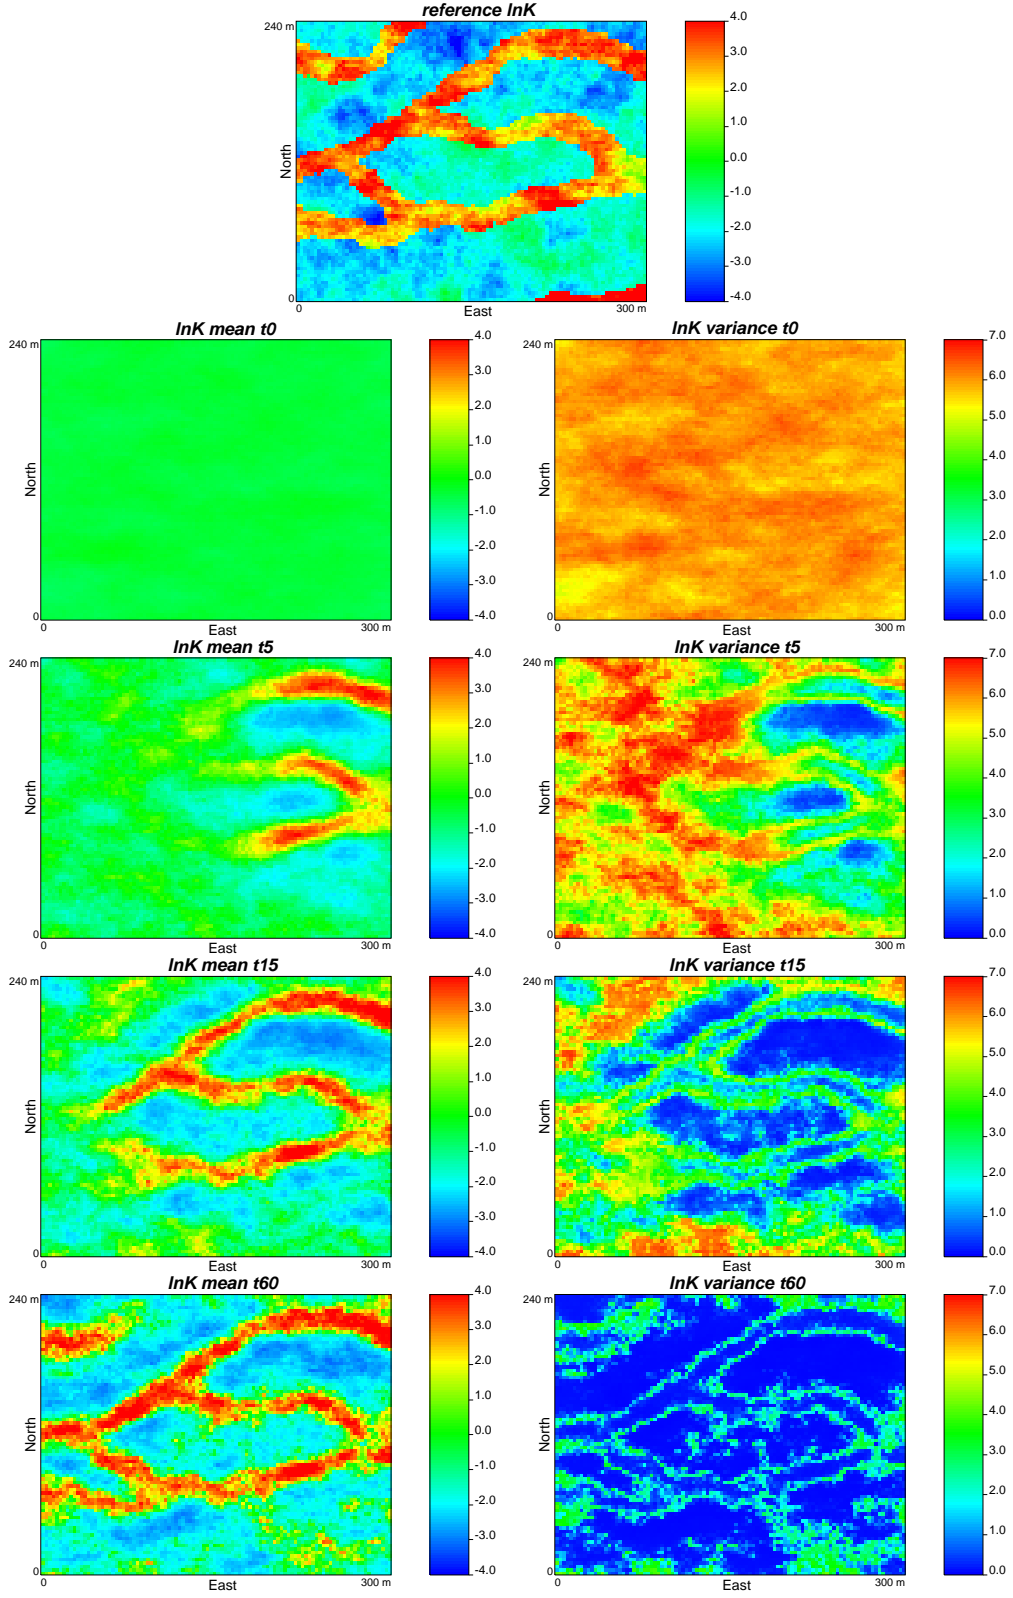 reference lnK
240 m
North
0
0
East
300 m
4.0
3.0
2.0
1.0
0.0
-1.0
-2.0
-3.0
-4.0
lnK mean t0
240 m
North
0
0
East
300 m
4.0
3.0
2.0
1.0
0.0
-1.0
-2.0
-3.0
-4.0
lnK variance t0
240 m
North
0
0
East
300 m
7.0
6.0
5.0
4.0
3.0
2.0
1.0
0.0
lnK mean t5
240 m
North
0
0
East
300 m
4.0
3.0
2.0
1.0
0.0
-1.0
-2.0
-3.0
-4.0
lnK variance t5
240 m
North
0
0
East
300 m
7.0
6.0
5.0
4.0
3.0
2.0
1.0
0.0
lnK mean t15
240 m
North
0
0
East
300 m
4.0
3.0
2.0
1.0
0.0
-1.0
-2.0
-3.0
-4.0
lnK variance t15
240 m
North
0
0
East
300 m
7.0
6.0
5.0
4.0
3.0
2.0
1.0
0.0
lnK mean t60
240 m
North
0
0
East
300 m
4.0
3.0
2.0
1.0
0.0
-1.0
-2.0
-3.0
-4.0
lnK variance t60
240 m
North
0
0
East
300 m
7.0
6.0
5.0
4.0
3.0
2.0
1.0
0.0